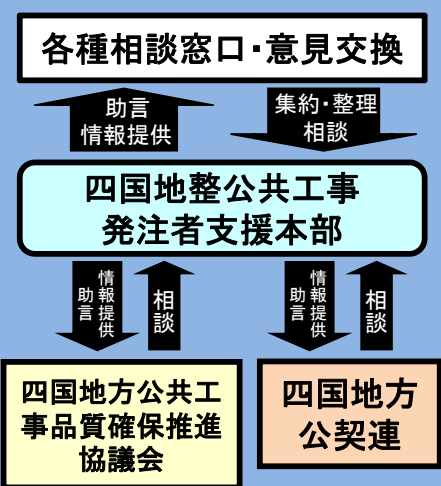 各種相談窓口・意見交換
助言
情報提供
集約・整理
相談
四国地整公共工事
発注者支援本部
情報提供
助言
相談
情報提供
助言
相談
四国地方公共工
事品質確保推進
協議会
四国地方
公契連